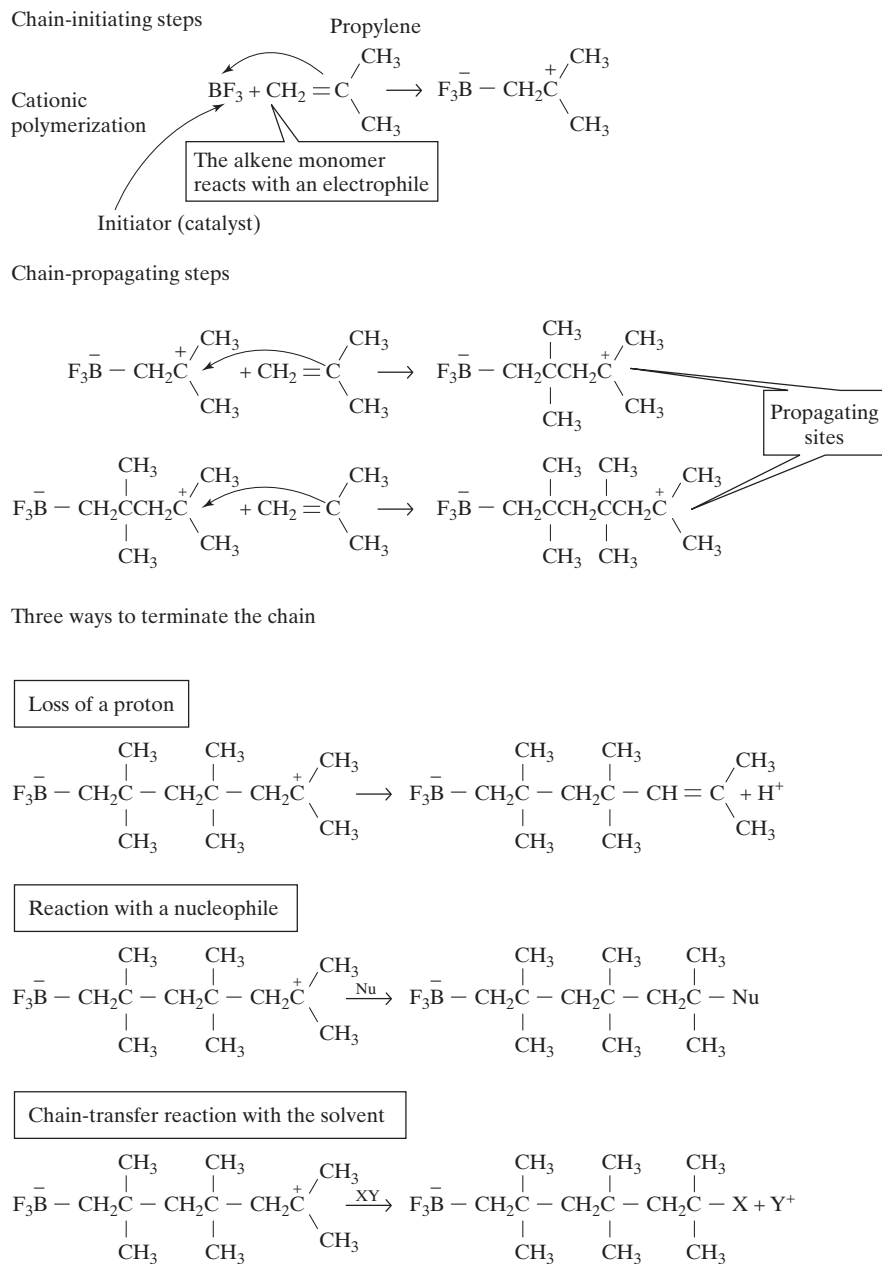 Chain-initiating steps
Propylene
Cationic
polymerization
BF₃ + CH₂ = C
CH₃
CH₃
⟶
F₃B̄ — CH₂C⁺
CH₃
CH₃
The alkene monomer
reacts with an electrophile
Initiator (catalyst)
Chain-propagating steps
CH₃ CH₃ CH₃ CH₃
F₃B̄ — CH₂C⁺ + CH₂ = C ⟶ F₃B̄ — CH₂CCH₂C⁺
CH₃ CH₃ CH₃ CH₃
Propagating
sites
CH₃ CH₃ CH₃ CH₃ CH₃ CH₃
F₃B̄ — CH₂CCH₂C⁺ + CH₂ = C ⟶ F₃B̄ — CH₂CCH₂CCH₂C⁺
CH₃ CH₃ CH₃ CH₃ CH₃ CH₃
Three ways to terminate the chain
Loss of a proton
CH₃ CH₃ CH₃ CH₃ CH₃ CH₃
F₃B̄ — CH₂C — CH₂C — CH₂C⁺ ⟶ F₃B̄ — CH₂C — CH₂C — CH = C + H⁺
CH₃ CH₃ CH₃ CH₃ CH₃ CH₃
Reaction with a nucleophile
CH₃ CH₃ CH₃ CH₃ CH₃ CH₃
Nu
F₃B̄ — CH₂C — CH₂C — CH₂C⁺ ⟶ F₃B̄ — CH₂C — CH₂C — CH₂C — Nu
CH₃ CH₃ CH₃ CH₃ CH₃ CH₃
Chain-transfer reaction with the solvent
CH₃ CH₃ CH₃ CH₃ CH₃ CH₃
XY
F₃B̄ — CH₂C — CH₂C — CH₂C⁺ ⟶ F₃B̄ — CH₂C — CH₂C — CH₂C — X + Y⁺
CH₃ CH₃ CH₃ CH₃ CH₃ CH₃